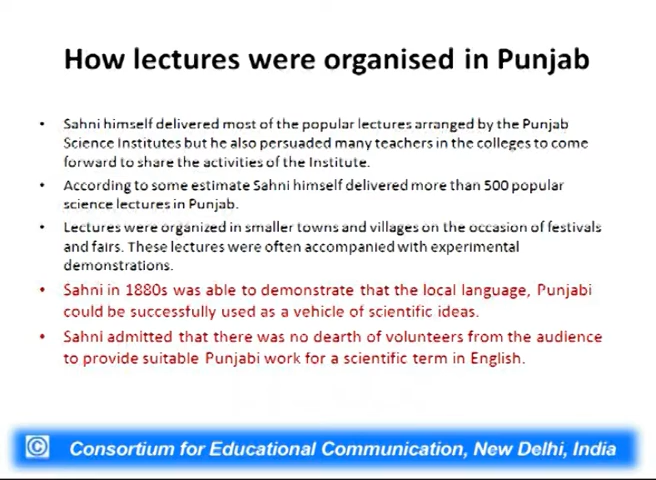 How lectures were organised in Punjab
• Sahni himself delivered most of the popular lectures arranged by the Punjab
Science Institutes but he also persuaded many teachers in the colleges to come
forward to share the activities of the Institute.
• According to some estimate Sahni himself delivered more than 500 popular
science lectures in Punjab.
• Lectures were organized in smaller towns and villages on the occasion of festivals
and fairs. These lectures were often accompanied with experimental
demonstrations.
• Sahni in 1880s was able to demonstrate that the local language, Punjabi
could be successfully used as a vehicle of scientific ideas.
• Sahni admitted that there was no dearth of volunteers from the audience
to provide suitable Punjabi work for a scientific term in English.
© Consortium for Educational Communication, New Delhi, India